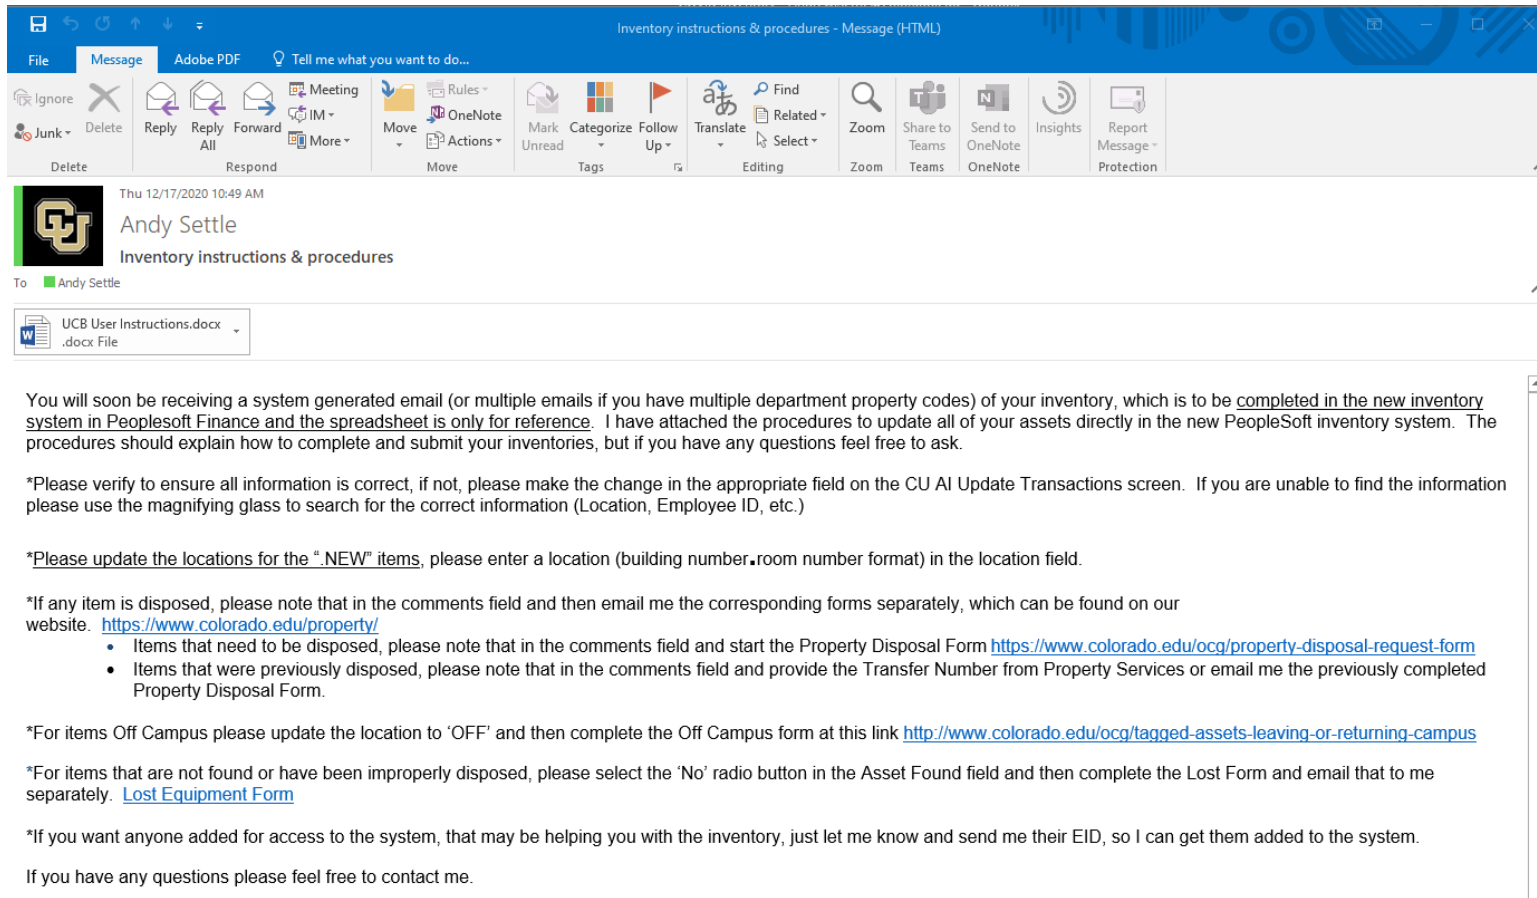 Inventory instructions & procedures - Message (HTML)
File Message Adobe PDF Tell me what you want to do...
Ignore
Junk
Delete
Reply
Reply All
Forward
Meeting
IM
More
Move
Rules
OneNote
Actions
Mark Unread
Categorize
Follow Up
Translate
Find
Related
Select
Zoom
Share to Teams
Send to OneNote
Insights
Report Message
Delete Respond Move Tags Editing Zoom Teams OneNote Protection
CU
Thu 12/17/2020 10:49 AM
Andy Settle
Inventory instructions & procedures
To Andy Settle
W
UCB User Instructions.docx
.docx File
You will soon be receiving a system generated email (or multiple emails if you have multiple department property codes) of your inventory, which is to be completed in the new inventory
system in Peoplesoft Finance and the spreadsheet is only for reference. I have attached the procedures to update all of your assets directly in the new PeopleSoft inventory system. The
procedures should explain how to complete and submit your inventories, but if you have any questions feel free to ask.
*Please verify to ensure all information is correct, if not, please make the change in the appropriate field on the CU AI Update Transactions screen. If you are unable to find the information
please use the magnifying glass to search for the correct information (Location, Employee ID, etc.)
*Please update the locations for the “.NEW” items, please enter a location (building number.room number format) in the location field.
*If any item is disposed, please note that in the comments field and then email me the corresponding forms separately, which can be found on our
website. https://www.colorado.edu/property/
• Items that need to be disposed, please note that in the comments field and start the Property Disposal Form https://www.colorado.edu/ocg/property-disposal-request-form
• Items that were previously disposed, please note that in the comments field and provide the Transfer Number from Property Services or email me the previously completed
Property Disposal Form.
*For items Off Campus please update the location to ‘OFF’ and then complete the Off Campus form at this link http://www.colorado.edu/ocg/tagged-assets-leaving-or-returning-campus
*For items that are not found or have been improperly disposed, please select the ‘No’ radio button in the Asset Found field and then complete the Lost Form and email that to me
separately. Lost Equipment Form
*If you want anyone added for access to the system, that may be helping you with the inventory, just let me know and send me their EID, so I can get them added to the system.
If you have any questions please feel free to contact me.